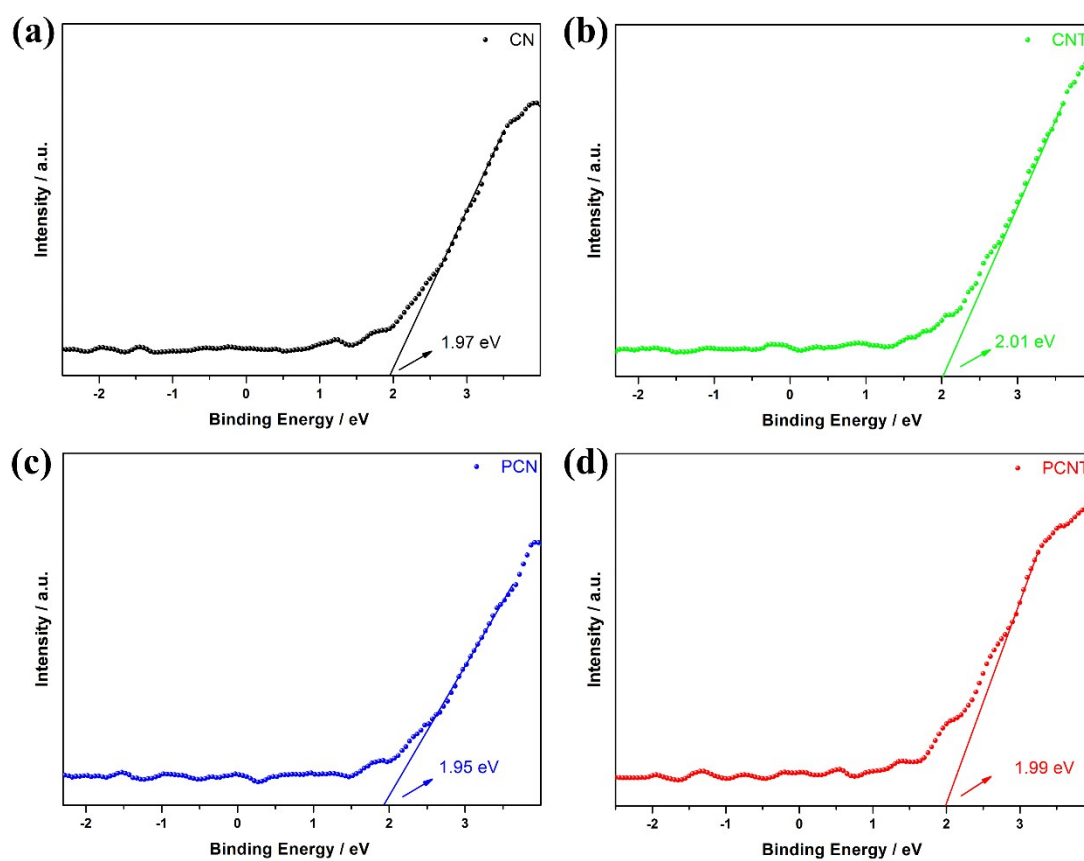 (a)
CN
Intensity / a.u.
1.97 eV
-2 -1 0 1 2 3
Binding Energy / eV
(b)
CNT
Intensity / a.u.
2.01 eV
-2 -1 0 1 2 3
Binding Energy / eV
(c)
PCN
Intensity / a.u.
1.95 eV
-2 -1 0 1 2 3
Binding Energy / eV
(d)
PCNT
Intensity / a.u.
1.99 eV
-2 -1 0 1 2 3
Binding Energy / eV